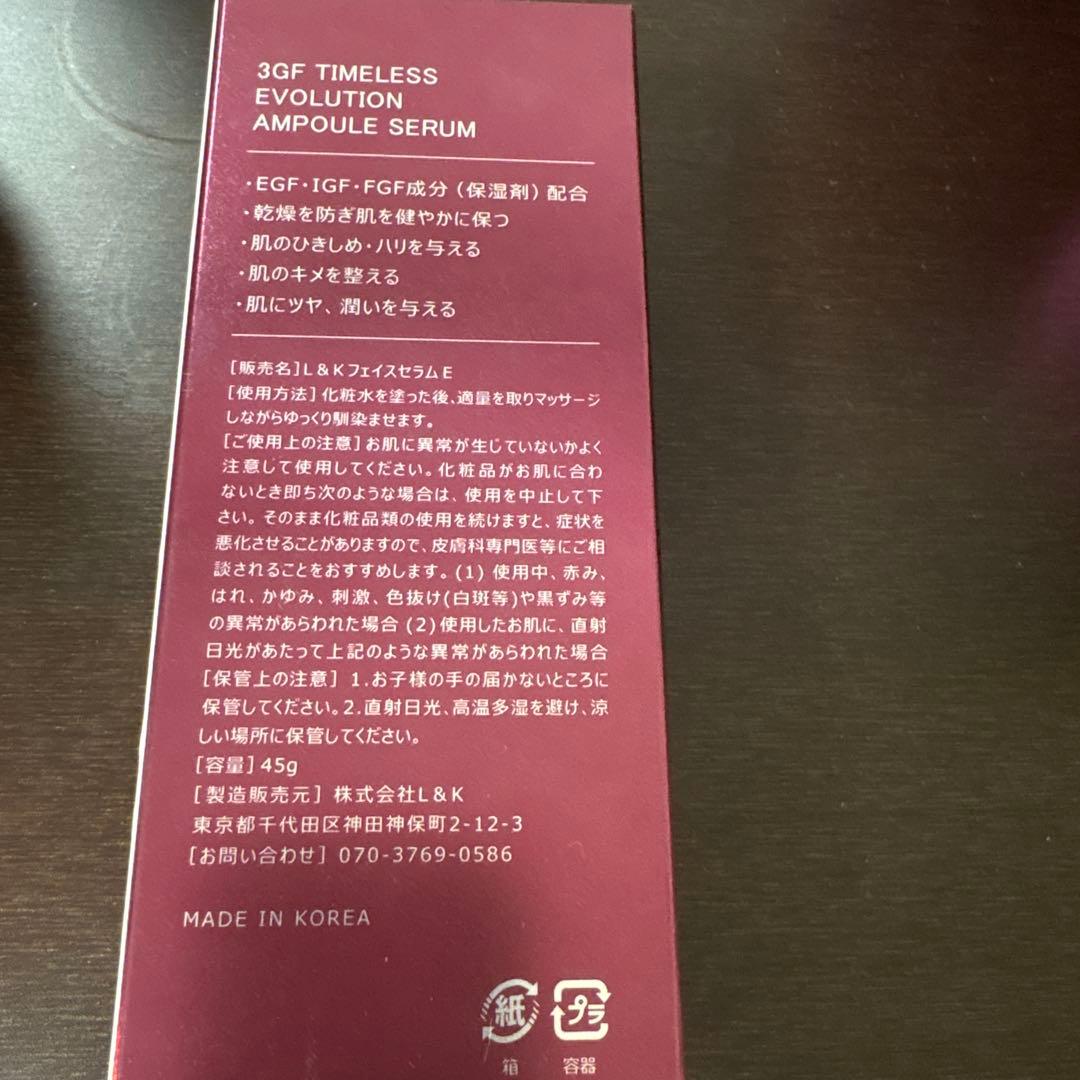 3GF TIMELESS
EVOLUTION
AMPOULE SERUM
・EGF・IGF・FGF成分（保湿剤）配合
・乾燥を防ぎ肌を健やかに保つ
・肌のひきしめ・ハリを与える
・肌のキメを整える
・肌にツヤ、潤いを与える
［販売名］L＆KフェイスセラムE
［使用方法］化粧水を塗った後、適量を取りマッサージ
しながらゆっくり馴染ませます。
［ご使用上の注意］お肌に異常が生じていないかよく
注意して使用してください。化粧品がお肌に合わ
ないとき即ち次のような場合は、使用を中止して下
さい。そのまま化粧品類の使用を続けますと、症状を
悪化させることがありますので、皮膚科専門医等にご相
談されることをおすすめします。(1) 使用中、赤み、
はれ、かゆみ、刺激、色抜け(白斑等)や黒ずみ等
の異常があらわれた場合 (2)使用したお肌に、直射
日光があたって上記のような異常があらわれた場合
［保管上の注意］1.お子様の手の届かないところに
保管してください。2.直射日光、高温多湿を避け、涼
しい場所に保管してください。
［容量］45g
［製造販売元］株式会社L＆K
東京都千代田区神田神保町2-12-3
［お問い合わせ］070-3769-0586
MADE IN KOREA
紙 プラ
箱 容器